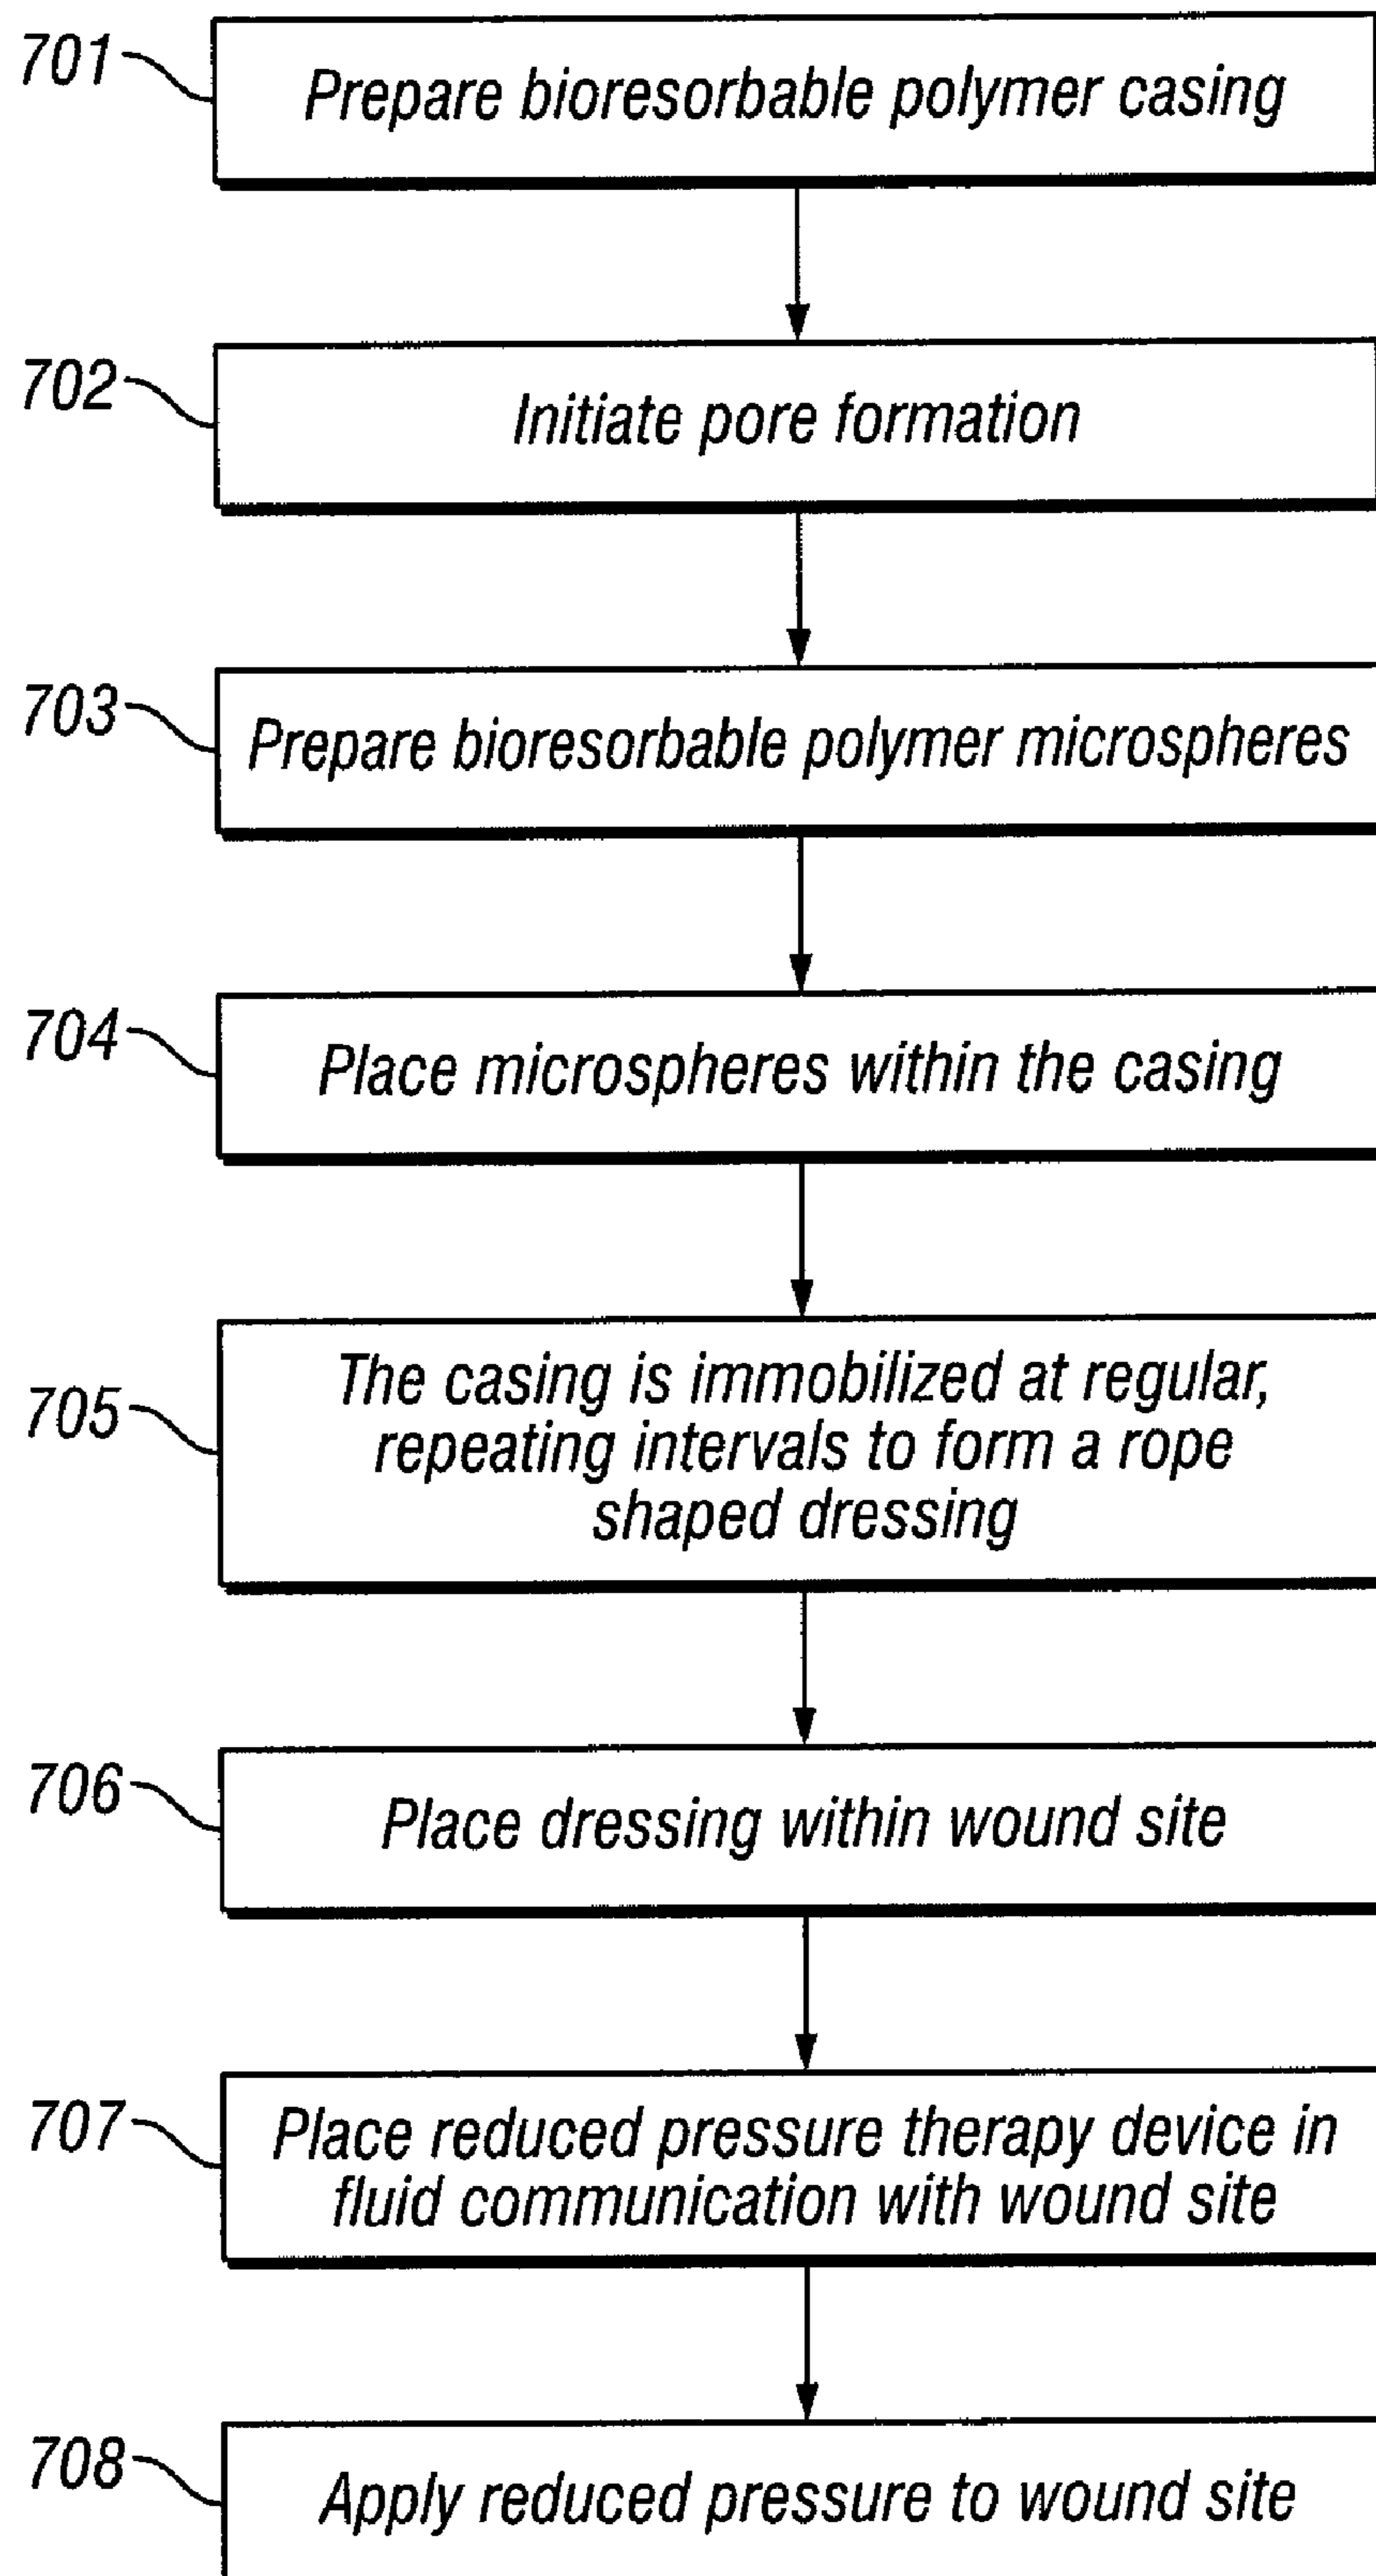 701
Prepare bioresorbable polymer casing
702
Initiate pore formation
703
Prepare bioresorbable polymer microspheres
704
Place microspheres within the casing
705
The casing is immobilized at regular,
repeating intervals to form a rope
shaped dressing
706
Place dressing within wound site
707
Place reduced pressure therapy device in
fluid communication with wound site
708
Apply reduced pressure to wound site